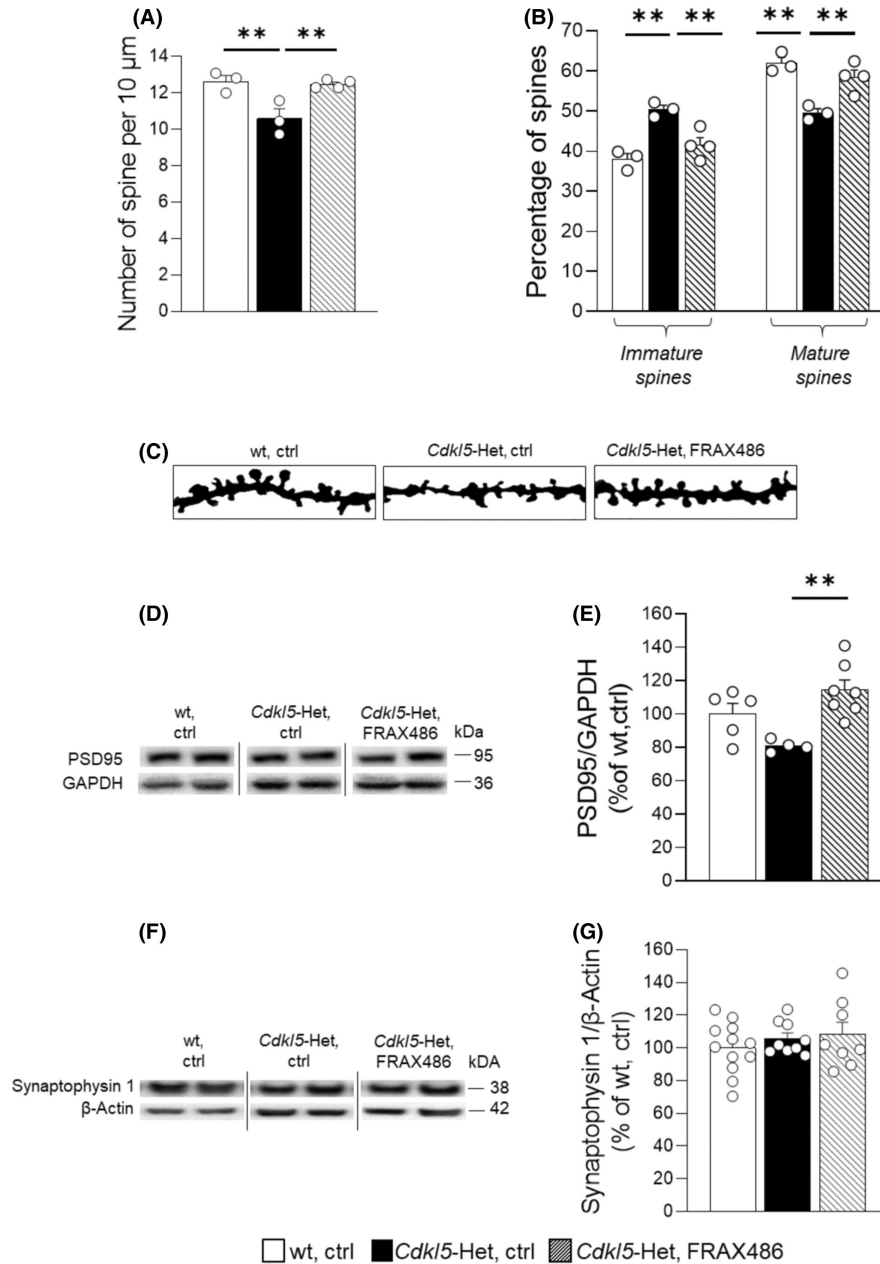 (A)
** **
Number of spine per 10 µm
14
12
10
8
6
4
2
0
(B)
** ** ** **
Percentage of spines
70
60
50
40
30
20
10
0
Immature
spines
Mature
spines
(C)
wt, ctrl
Cdkl5-Het, ctrl
Cdkl5-Het, FRAX486
(D)
wt,
ctrl
Cdkl5-Het,
ctrl
Cdkl5-Het,
FRAX486
kDa
PSD95
95
GAPDH
36
(E)
**
PSD95/GAPDH
(%of wt,ctrl)
160
140
120
100
80
60
40
20
0
(F)
wt,
ctrl
Cdkl5-Het,
ctrl
Cdkl5-Het,
FRAX486
kDA
Synaptophysin 1
38
β-Actin
42
(G)
Synaptophysin 1/β-Actin
(% of wt, ctrl)
160
140
120
100
80
60
40
20
0
wt, ctrl
Cdkl5-Het, ctrl
Cdkl5-Het, FRAX486